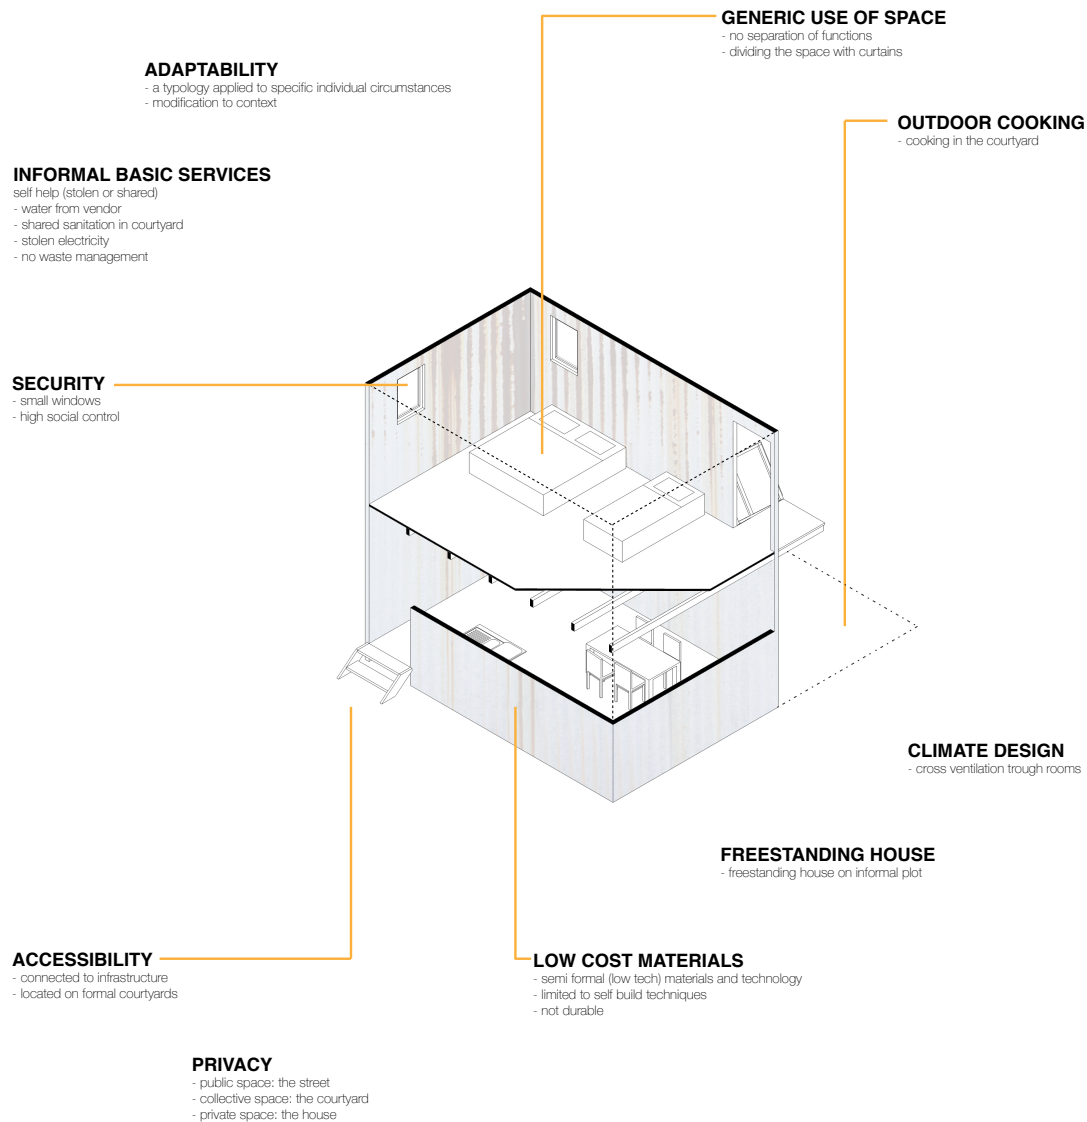 GENERIC USE OF SPACE
- no separation of functions
- dividing the space with curtains
ADAPTABILITY
- a typology applied to specific individual circumstances
- modification to context
OUTDOOR COOKING
- cooking in the courtyard
INFORMAL BASIC SERVICES
self help (stolen or shared)
- water from vendor
- shared sanitation in courtyard
- stolen electricity
- no waste management
SECURITY
- small windows
- high social control
CLIMATE DESIGN
- cross ventilation trough rooms
FREESTANDING HOUSE
- freestanding house on informal plot
ACCESSIBILITY
- connected to infrastructure
- located on formal courtyards
LOW COST MATERIALS
- semi formal (low tech) materials and technology
- limited to self build techniques
- not durable
PRIVACY
- public space: the street
- collective space: the courtyard
- private space: the house